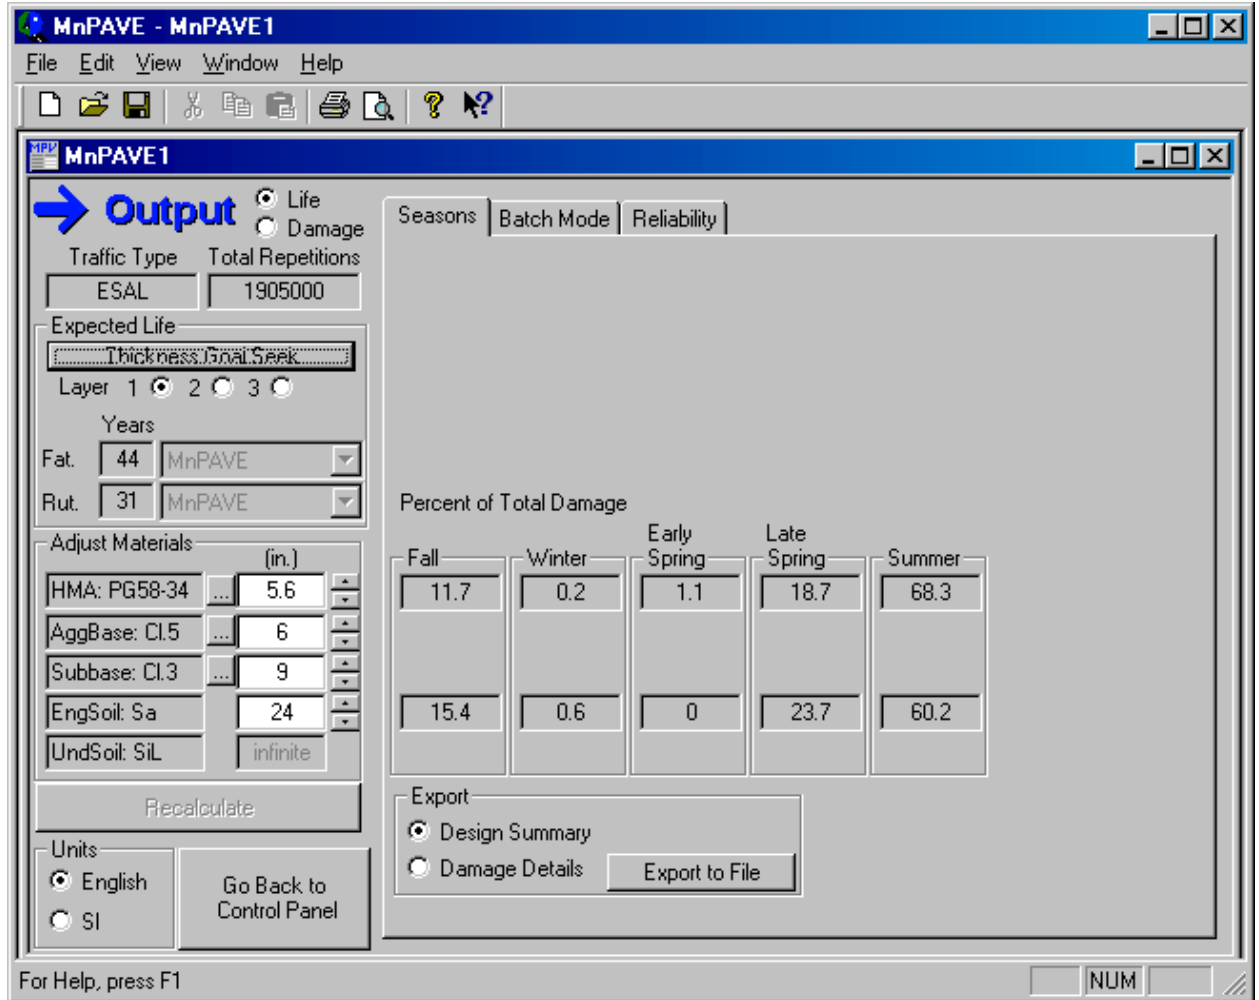 MnPAVE - MnPAVE1
File Edit View Window Help
MPV MnPAVE1
Output
Life
Damage
Traffic Type Total Repetitions
ESAL 1905000
Expected Life
Thickness Goal Seek
Layer 1 2 3
Years
Fat. 44 MnPAVE
Rut. 31 MnPAVE
Adjust Materials
(in.)
HMA: PG58-34 ... 5.6
AggBase: Cl.5 ... 6
Subbase: Cl.3 ... 9
EngSoil: Sa 24
UndSoil: SiL infinite
Recalculate
Units
English
SI
Go Back to
Control Panel
Seasons Batch Mode Reliability
Percent of Total Damage
Fall Winter Early Spring Late Spring Summer
11.7 0.2 1.1 18.7 68.3
15.4 0.6 0 23.7 60.2
Export
Design Summary
Damage Details Export to File
For Help, press F1 NUM